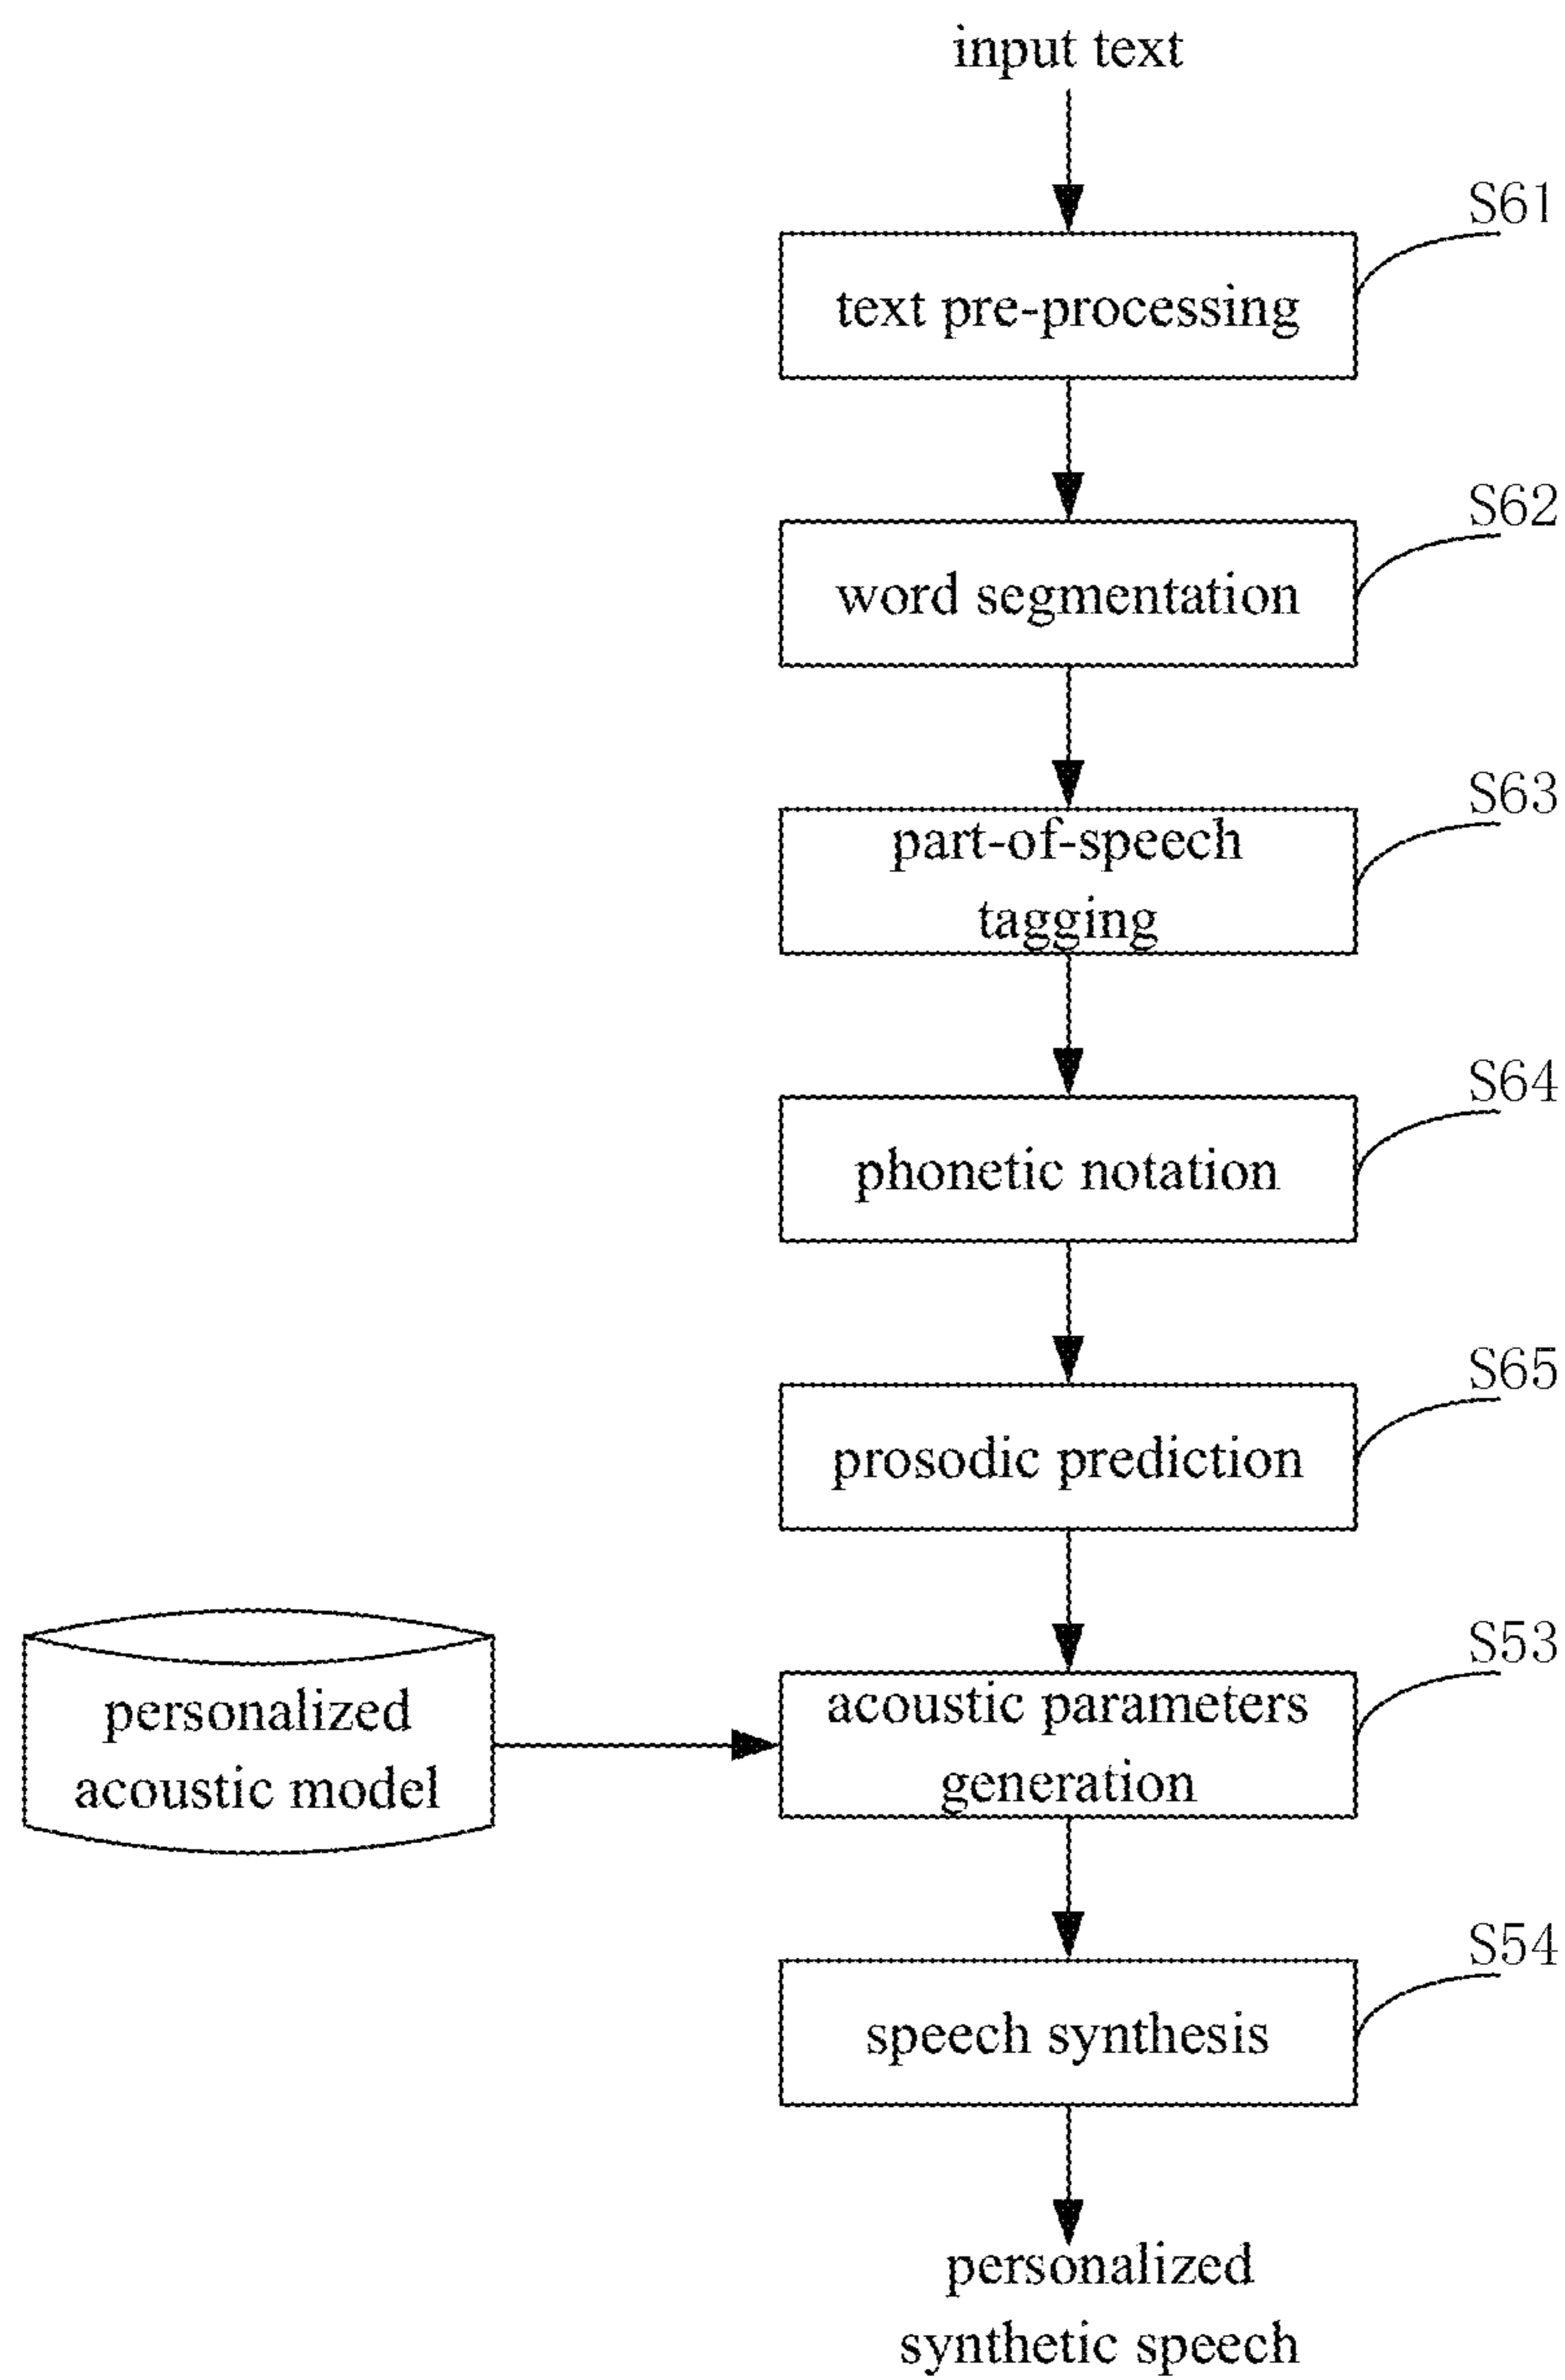 input text
S61
text pre-processing
S62
word segmentation
S63
part-of-speech
tagging
S64
phonetic notation
S65
prosodic prediction
S53
personalized
acoustic model
acoustic parameters
generation
S54
speech synthesis
personalized
synthetic speech